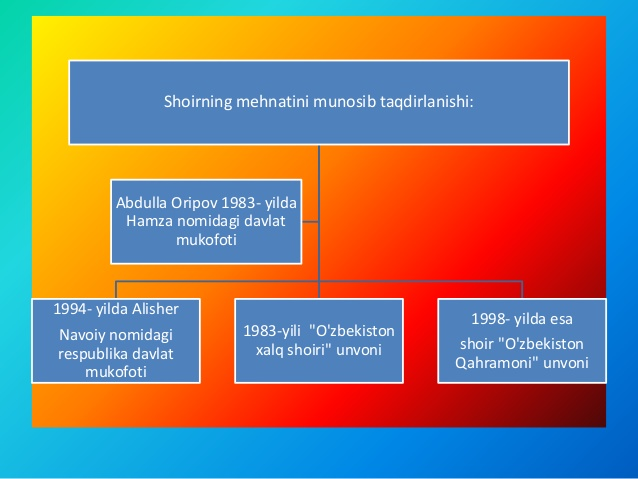 Shoirning mehnatini munosib taqdirlanishi:
Abdulla Oripov 1983- yilda
Hamza nomidagi davlat
mukofoti
1994- yilda Alisher
Navoiy nomidagi
respublika davlat
mukofoti
1983-yili "O'zbekiston
xalq shoiri" unvoni
1998- yilda esa
shoir "O'zbekiston
Qahramoni" unvoni